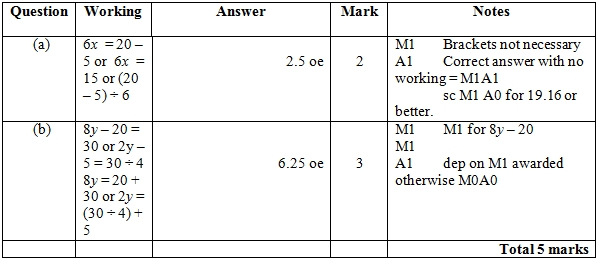 Question Working Answer Mark Notes
(a) 6x = 20 – 5 or 6x = 15 or (20 – 5) ÷ 6 2.5 oe 2 M1 Brackets not necessary
A1 Correct answer with no working = M1A1
sc M1 A0 for 19.16 or better.
(b) 8y – 20 = 30 or 2y – 5 = 30 ÷ 4 8y = 20 + 30 or 2y = (30 ÷ 4) + 5 6.25 oe 3 M1 M1 for 8y – 20
M1
A1 dep on M1 awarded otherwise M0A0
Total 5 marks